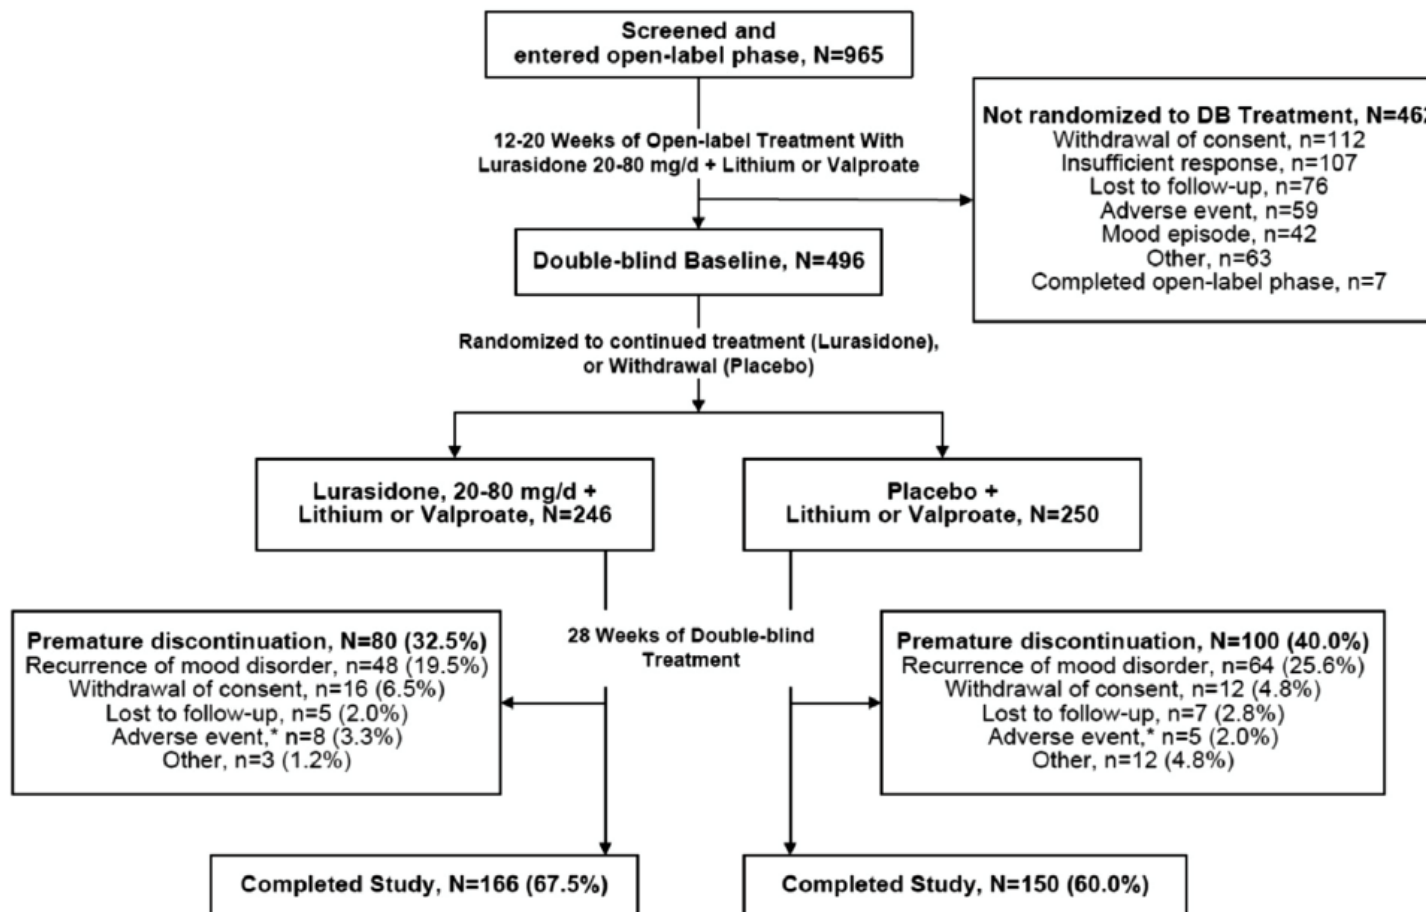 Screened and
entered open-label phase, N=965
12-20 Weeks of Open-label Treatment With
Lurasidone 20-80 mg/d + Lithium or Valproate
Not randomized to DB Treatment, N=462
Withdrawal of consent, n=112
Insufficient response, n=107
Lost to follow-up, n=76
Adverse event, n=59
Mood episode, n=42
Other, n=63
Completed open-label phase, n=7
Double-blind Baseline, N=496
Randomized to continued treatment (Lurasidone),
or Withdrawal (Placebo)
Lurasidone, 20-80 mg/d +
Lithium or Valproate, N=246
Placebo +
Lithium or Valproate, N=250
28 Weeks of Double-blind
Treatment
Premature discontinuation, N=80 (32.5%)
Recurrence of mood disorder, n=48 (19.5%)
Withdrawal of consent, n=16 (6.5%)
Lost to follow-up, n=5 (2.0%)
Adverse event,* n=8 (3.3%)
Other, n=3 (1.2%)
Premature discontinuation, N=100 (40.0%)
Recurrence of mood disorder, n=64 (25.6%)
Withdrawal of consent, n=12 (4.8%)
Lost to follow-up, n=7 (2.8%)
Adverse event,* n=5 (2.0%)
Other, n=12 (4.8%)
Completed Study, N=166 (67.5%)
Completed Study, N=150 (60.0%)